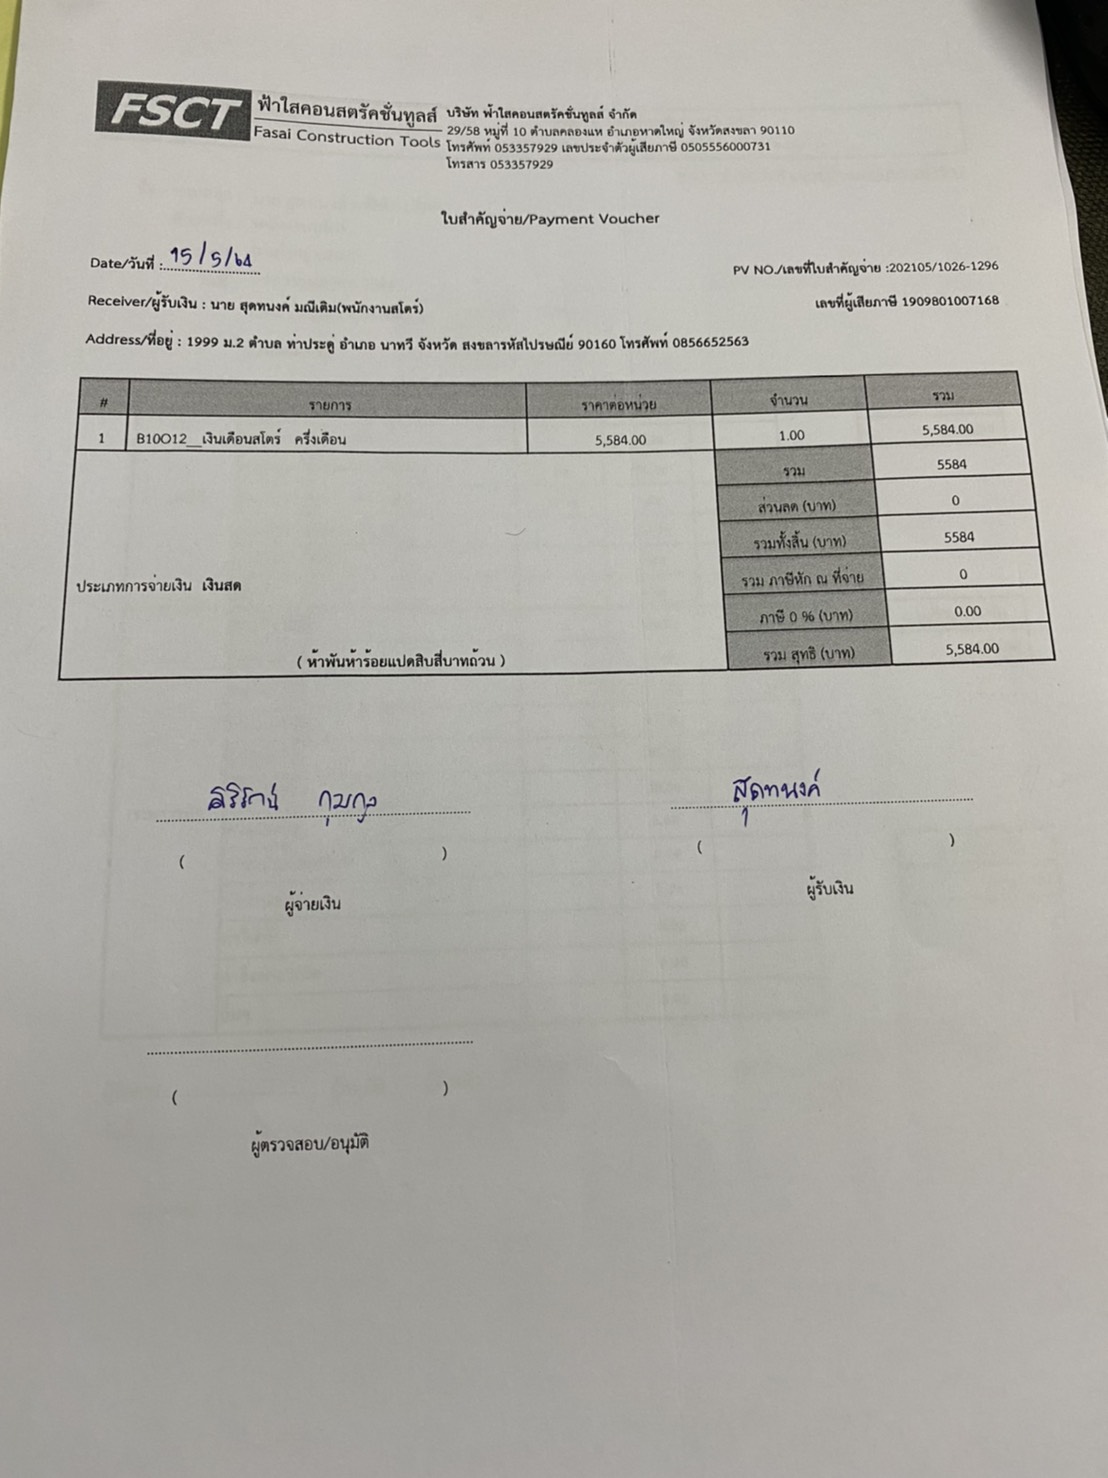 FSCT ฟ้าใสคอนสตรัคชั่นทูลส์
Fasai Construction Tools
บริษัท ฟ้าใสคอนสตรัคชั่นทูลส์ จำกัด
29/58 หมู่ที่ 10 ตำบลคลองแห อำเภอหาดใหญ่ จังหวัดสงขลา 90110
โทรศัพท์ 053357929 เลขประจำตัวผู้เสียภาษี 0505556000731
โทรสาร 053357929
ใบสำคัญจ่าย/Payment Voucher
Date/วันที่ : 15/5/64
PV NO./เลขที่ใบสำคัญจ่าย :202105/1026-1296
Receiver/ผู้รับเงิน : นาย สุดทนงค์ มณีเติม(พนักงานสโตร์)
เลขที่ผู้เสียภาษี 1909801007168
Address/ที่อยู่ : 1999 ม.2 ตำบล ท่าประดู่ อำเภอ นาทวี จังหวัด สงขลารหัสไปรษณีย์ 90160 โทรศัพท์ 0856652563
# รายการ ราคาต่อหน่วย จำนวน รวม
1 B10O12__เงินเดือนสโตร์ ครึ่งเดือน 5,584.00 1.00 5,584.00
รวม 5584
ส่วนลด (บาท) 0
รวมทั้งสิ้น (บาท) 5584
ประเภทการจ่ายเงิน เงินสด
รวม ภาษีหัก ณ ที่จ่าย 0
ภาษี 0 % (บาท) 0.00
( ห้าพันห้าร้อยแปดสิบสี่บาทถ้วน )
รวม สุทธิ (บาท) 5,584.00
สุดทนงค์
( )
( )
ผู้จ่ายเงิน
ผู้รับเงิน
( )
ผู้ตรวจสอบ/อนุมัติ